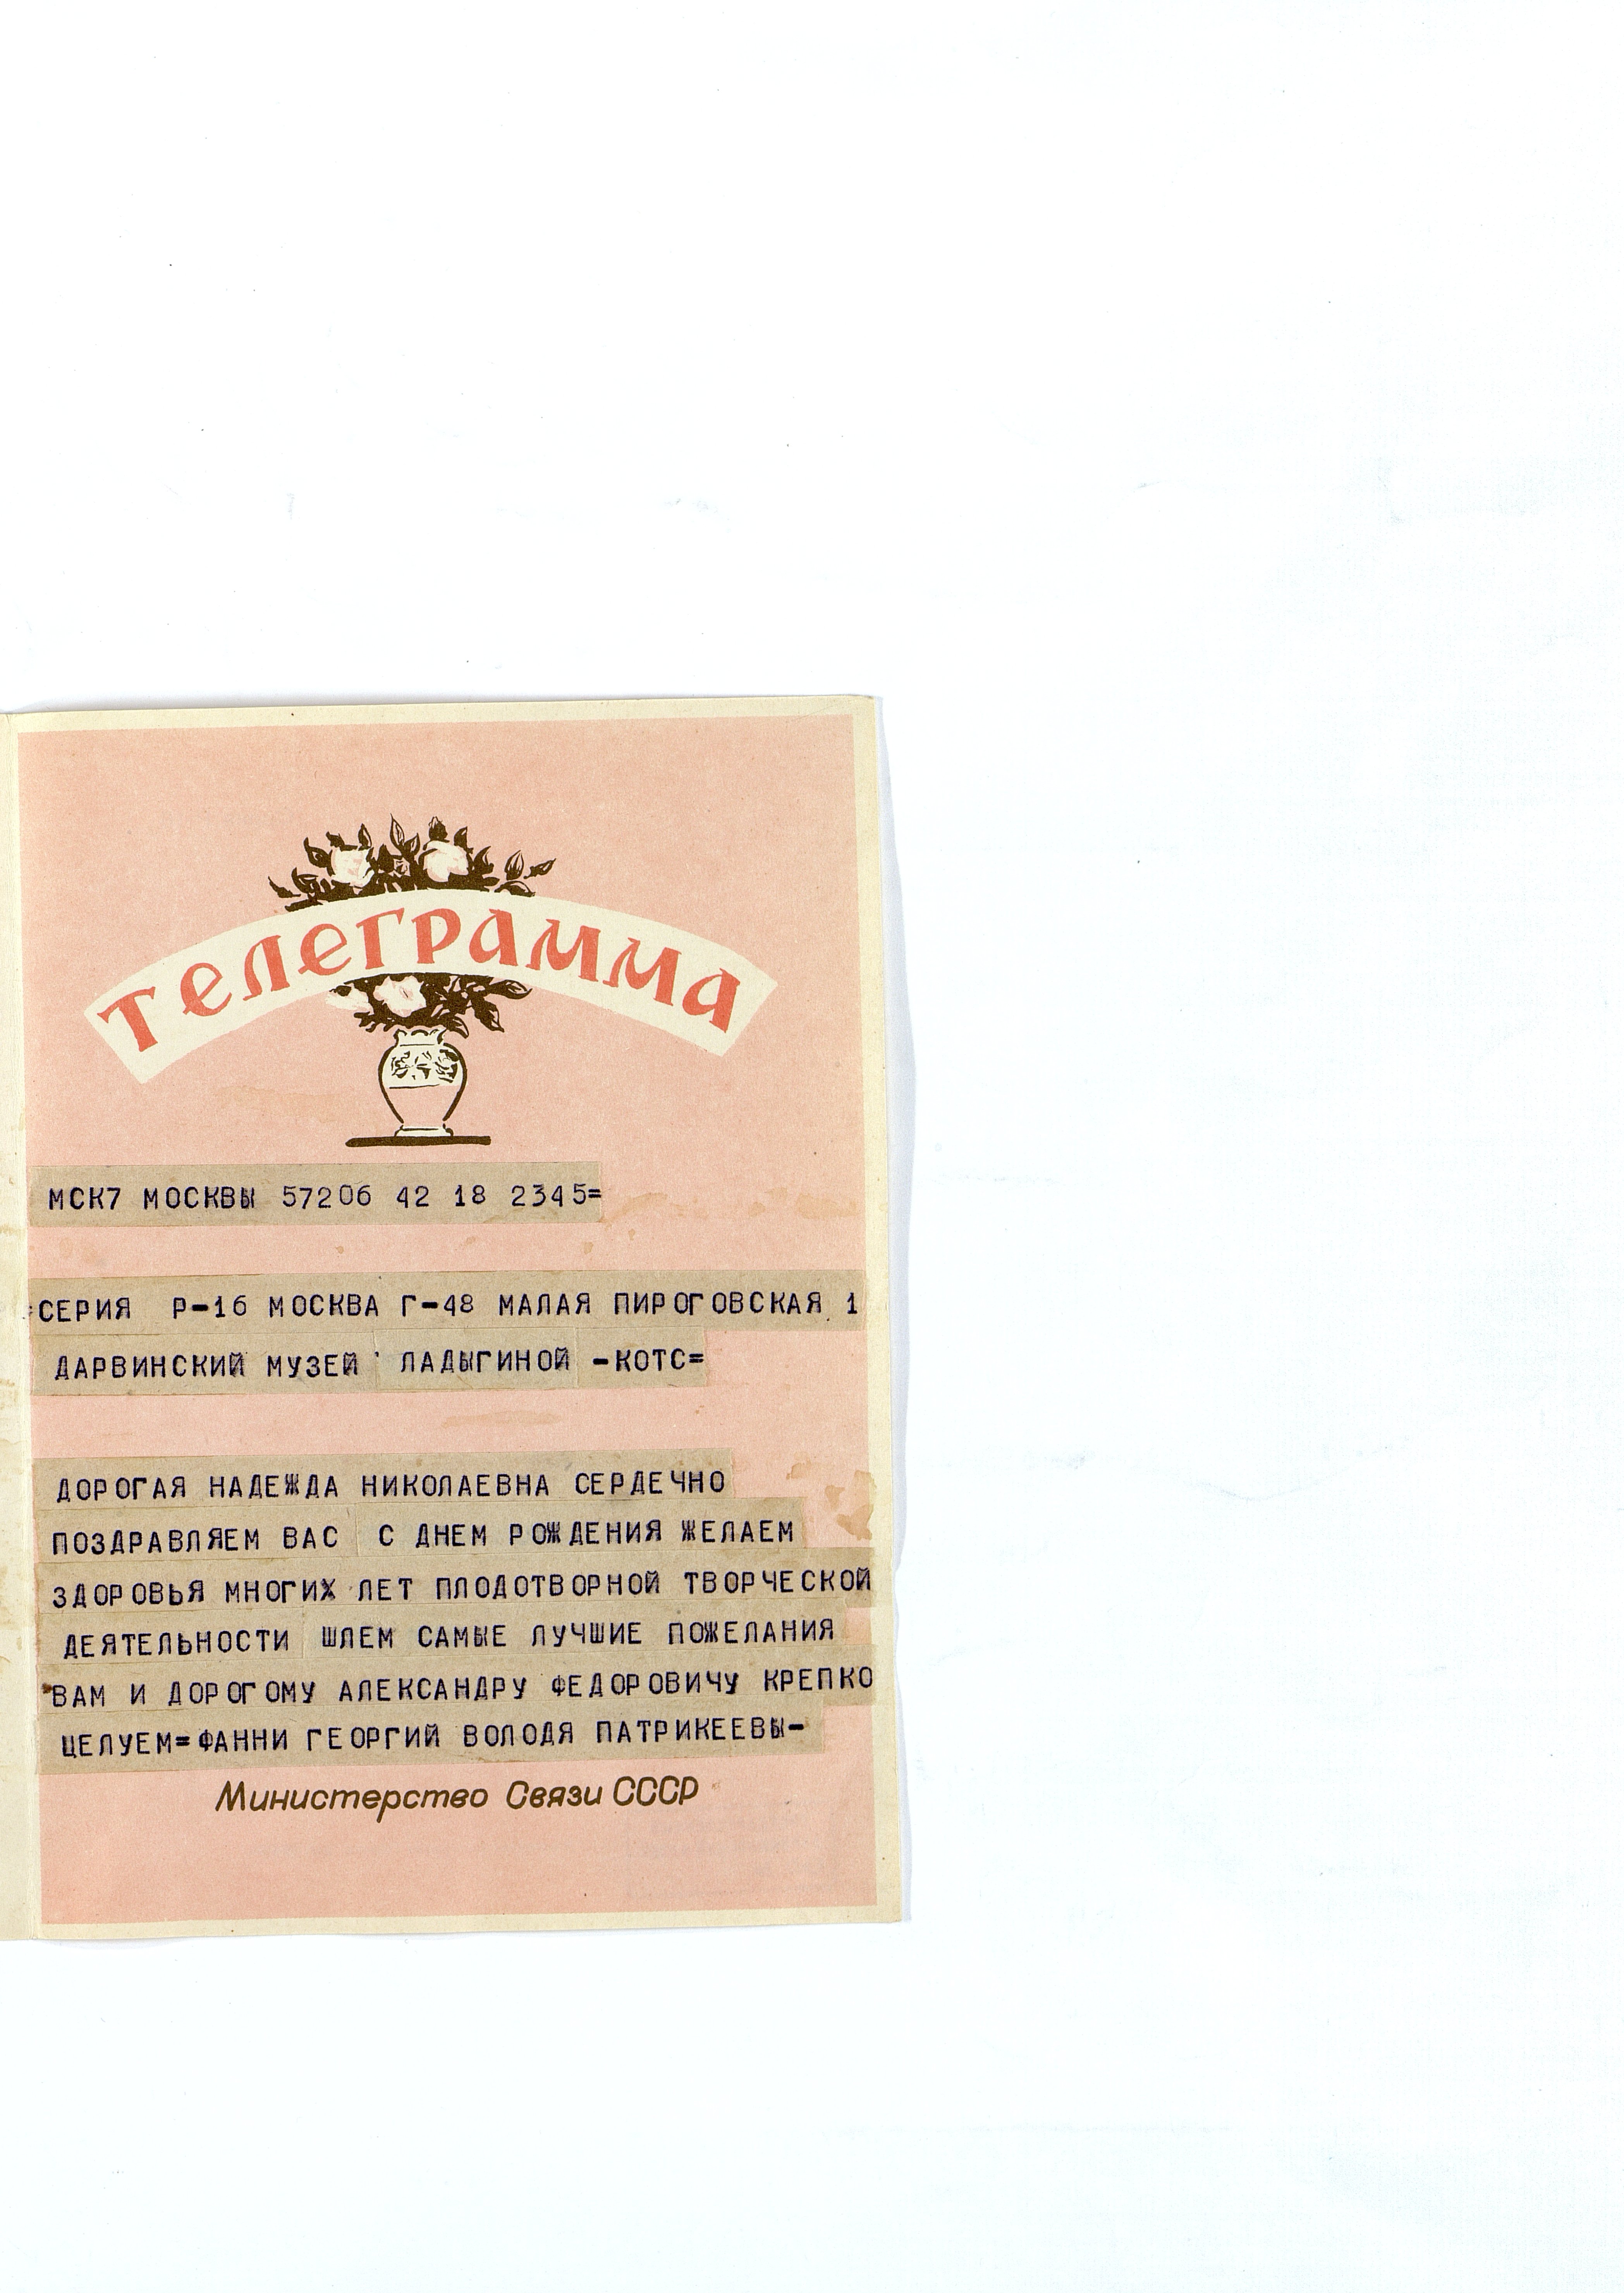 Телеграмма
МСК7 МОСКВЫ 57206 42 18 2345=
=СЕРИЯ Р-16 МОСКВА Г-48 МАЛАЯ ПИРОГОВСКАЯ 1
ДАРВИНСКИЙ МУЗЕЙ ЛАДЫГИНОЙ -КОТС=
ДОРОГАЯ НАДЕЖДА НИКОЛАЕВНА СЕРДЕЧНО
ПОЗДРАВЛЯЕМ ВАС С ДНЕМ РОЖДЕНИЯ ЖЕЛАЕМ
ЗДОРОВЬЯ МНОГИХ ЛЕТ ПЛОДОТВОРНОЙ ТВОРЧЕСКОЙ
ДЕЯТЕЛЬНОСТИ ШЛЕМ САМЫЕ ЛУЧШИЕ ПОЖЕЛАНИЯ
ВАМ И ДОРОГОМУ АЛЕКСАНДРУ ФЕДОРОВИЧУ КРЕПКО
ЦЕЛУЕМ=ФАННИ ГЕОРГИЙ ВОЛОДЯ ПАТРИКЕЕВЫ-
Министерство Связи СССР